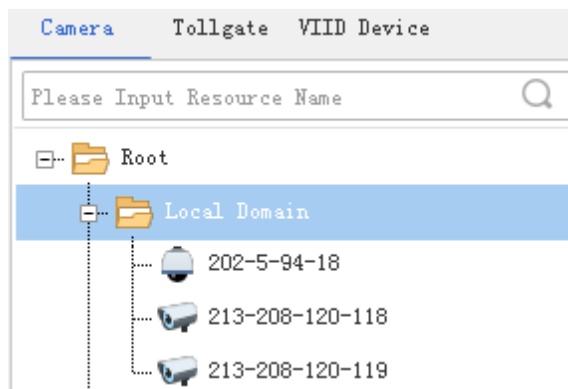 Camera Tollgate VIID Device
Please Input Resource Name
Root
Local Domain
202-5-94-18
213-208-120-118
213-208-120-119